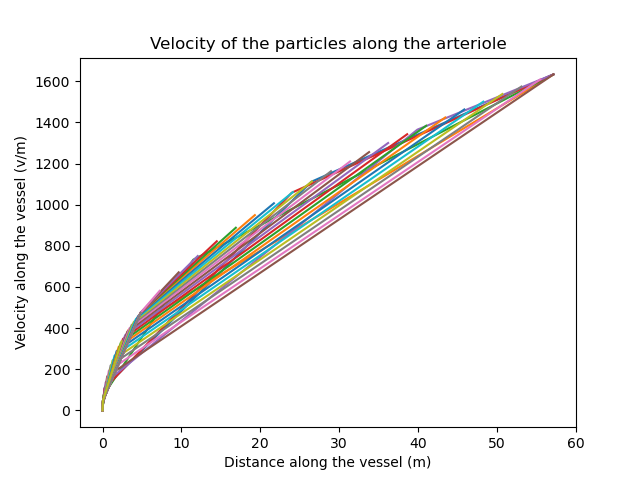 Velocity of the particles along the arteriole
Velocity along the vessel (v/m)
1600
1400
1200
1000
800
600
400
200
0
0 10 20 30 40 50 60
Distance along the vessel (m)